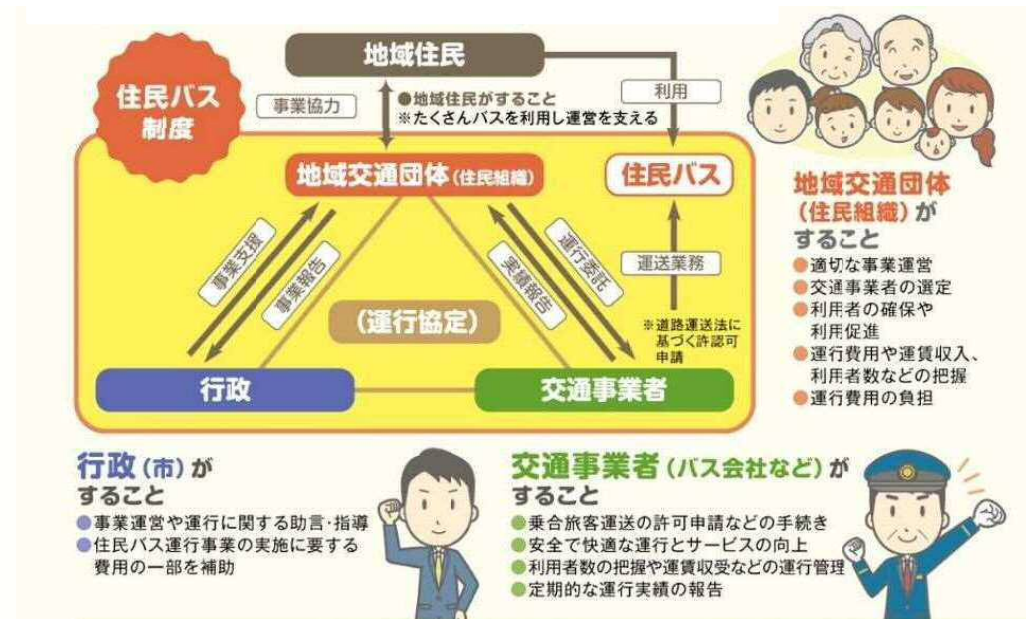 住民バス
制度
地域住民
事業協力
●地域住民がすること
※たくさんバスを利用し運営を支える
利用
地域交通団体(住民組織)
住民バス
事業支援
事業報告
実績報告
運行委託
運送業務
(運行協定)
※道路運送法に
基づく許認可
申請
行政
交通事業者
地域交通団体
(住民組織)が
すること
●適切な事業運営
●交通事業者の選定
●利用者の確保や
利用促進
●運行費用や運賃収入、
利用者数などの把握
●運行費用の負担
行政(市)が
すること
●事業運営や運行に関する助言・指導
●住民バス運行事業の実施に要する
費用の一部を補助
交通事業者(バス会社など)が
すること
●乗合旅客運送の許可申請などの手続き
●安全で快適な運行とサービスの向上
●利用者数の把握や運賃収受などの運行管理
●定期的な運行実績の報告